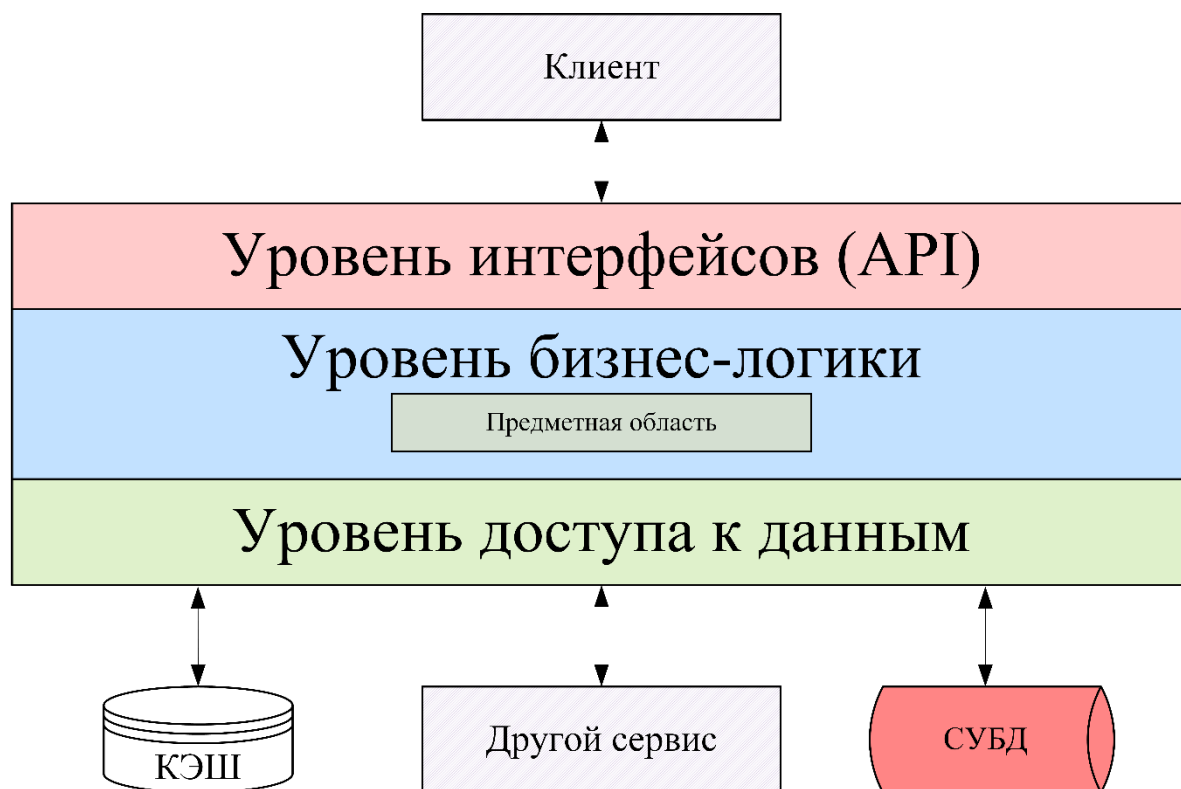 Клиент
Уровень интерфейсов (API)
Уровень бизнес-логики
Предметная область
Уровень доступа к данным
КЭШ
Другой сервис
СУБД